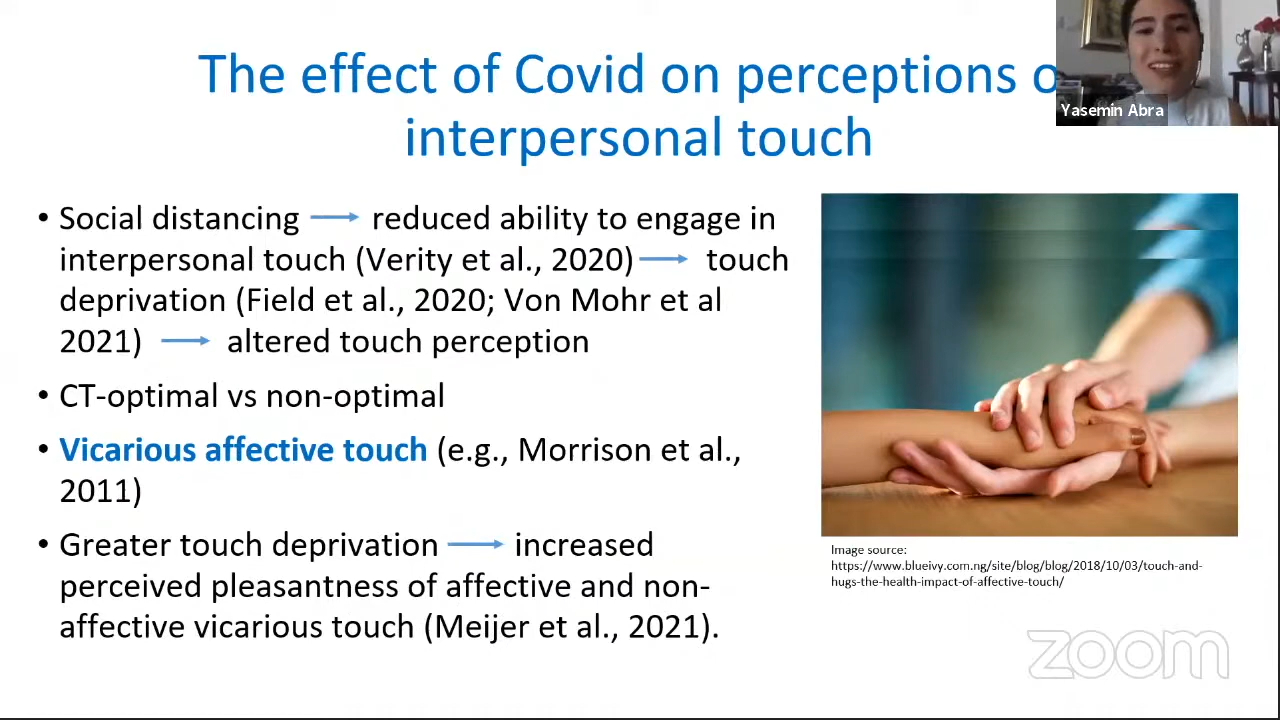 The effect of Covid on perceptions o
interpersonal touch
Yasemin Abra
• Social distancing → reduced ability to engage in
interpersonal touch (Verity et al., 2020) → touch
deprivation (Field et al., 2020; Von Mohr et al
2021) → altered touch perception
• CT-optimal vs non-optimal
• Vicarious affective touch (e.g., Morrison et al.,
2011)
• Greater touch deprivation → increased
perceived pleasantness of affective and non-
affective vicarious touch (Meijer et al., 2021).
Image source:
https://www.blueivy.com.ng/site/blog/blog/2018/10/03/touch-and-
hugs-the-health-impact-of-affective-touch/
zoom